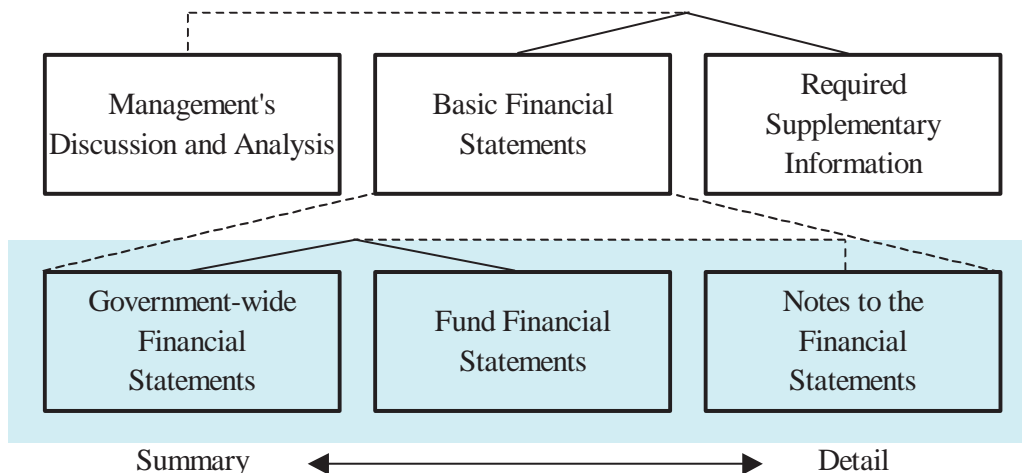 Management's
Discussion and Analysis
Basic Financial
Statements
Required
Supplementary
Information
Government-wide
Financial
Statements
Fund Financial
Statements
Notes to the
Financial
Statements
Summary
Detail